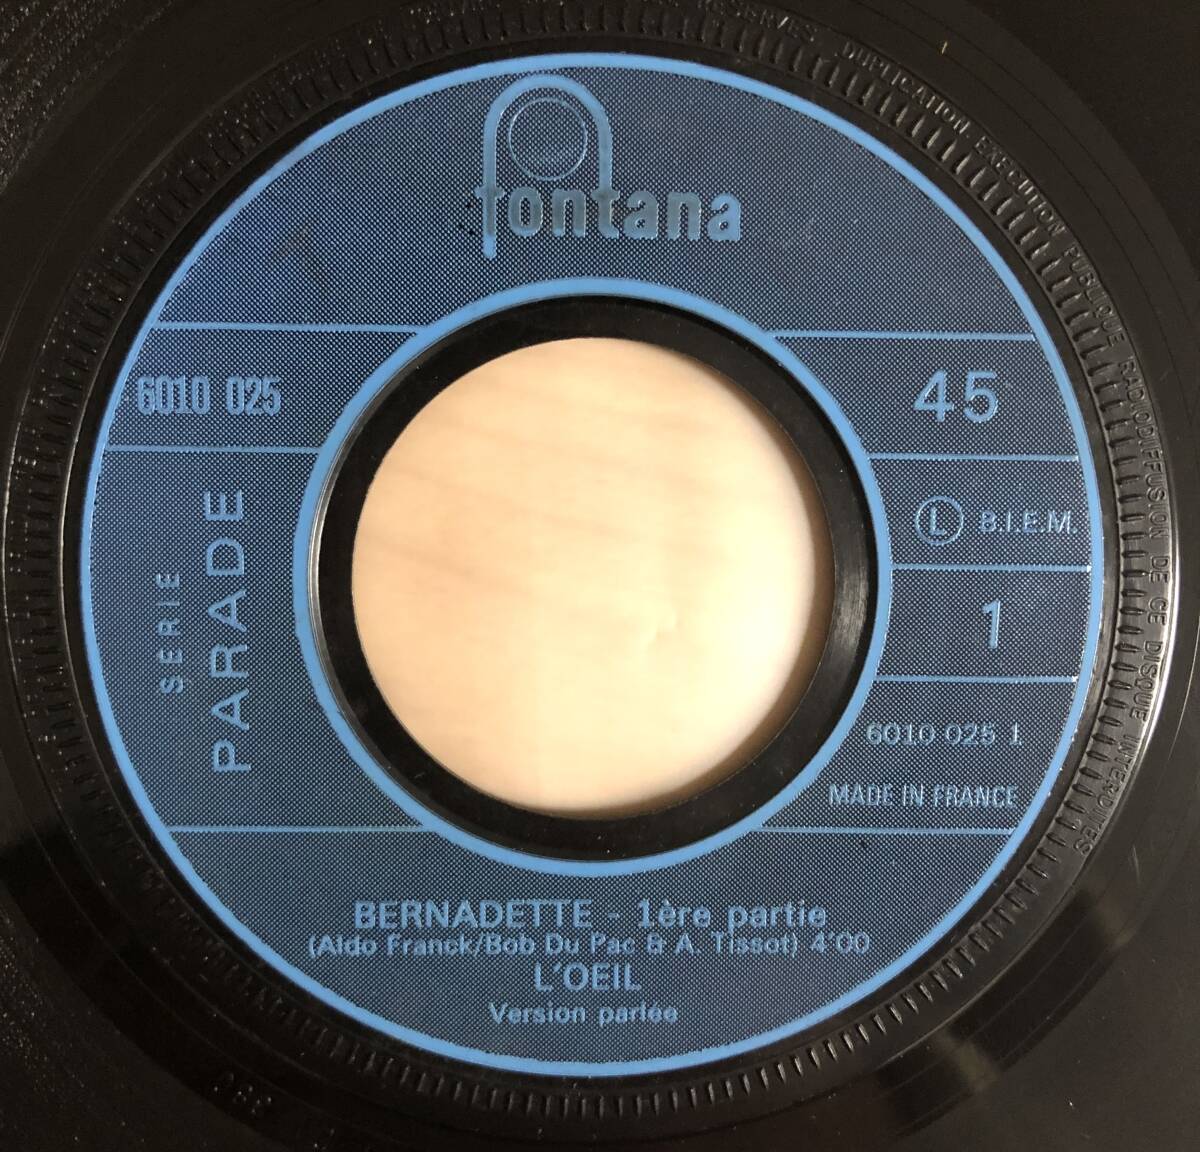 fontana
6010 025
45
SERIE
PARADE
L B.I.E.M.
1
6010 025 1
MADE IN FRANCE
BERNADETTE - 1ère partie
(Aldo Franck/Bob Du Pac & A. Tissot) 4'00
L'OEIL
Version parlée
DUPLICATION EXECUTION PUBLIQUE RADIODIFFUSION DE CE DISQUE INTERDITES